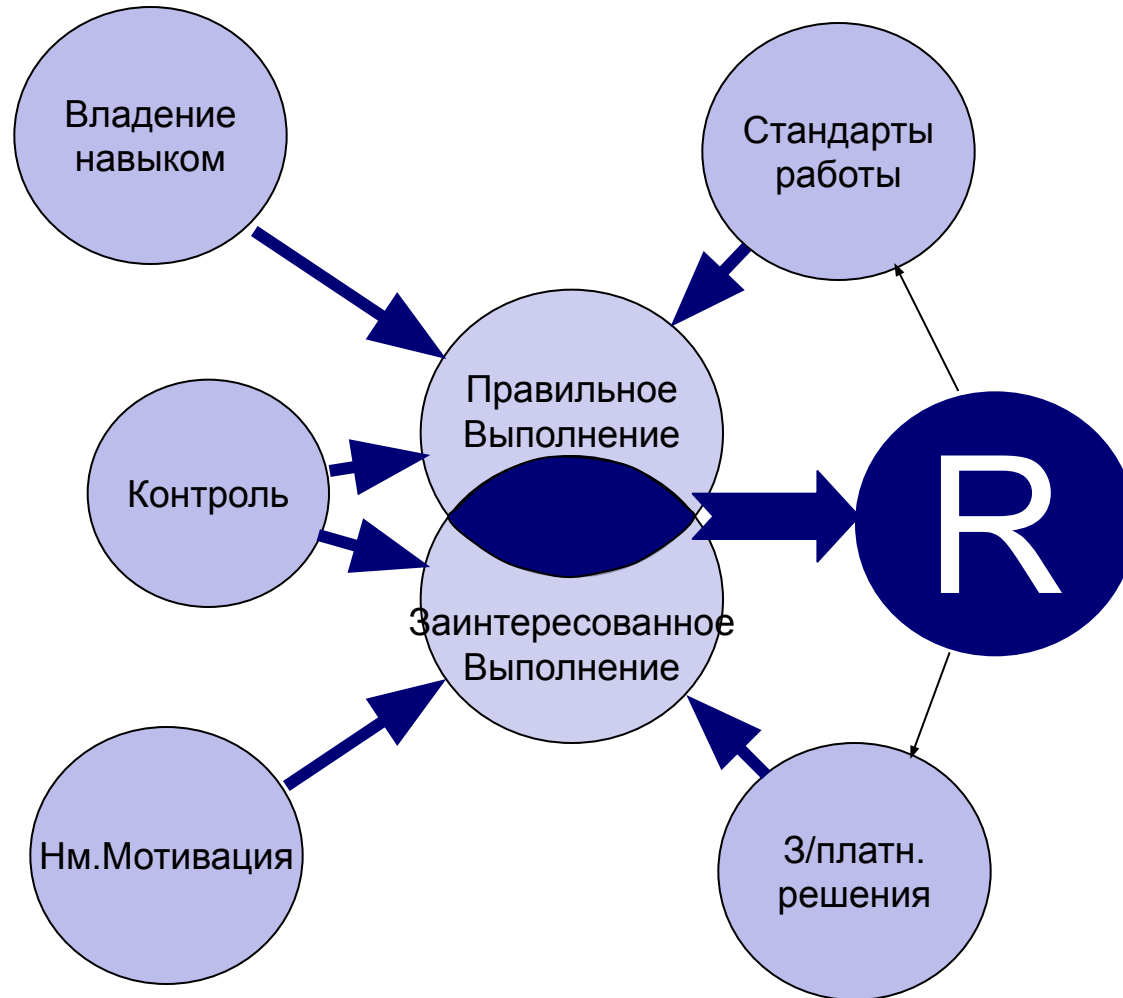 Владение
навыком
Стандарты
работы
Правильное
Выполнение
Контроль
R
Заинтересованное
Выполнение
Нм.Мотивация
З/платн.
решения